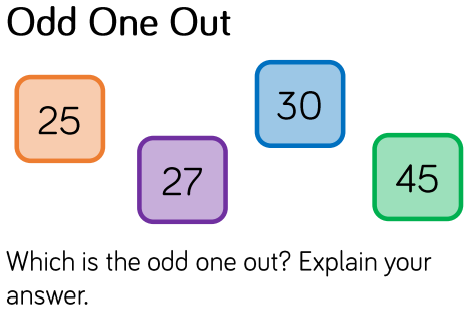 Odd One Out
25
27
30
45
Which is the odd one out? Explain your
answer.